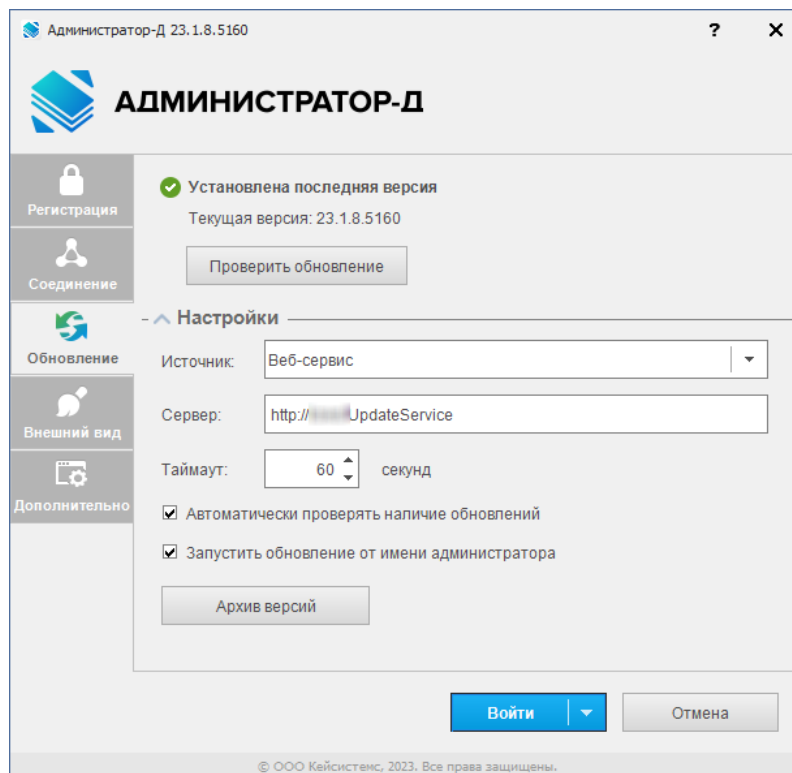 Администратор-Д 23.1.8.5160
?
АДМИНИСТРАТОР-Д
Регистрация
Соединение
Обновление
Внешний вид
Дополнительно
Установлена последняя версия
Текущая версия: 23.1.8.5160
Проверить обновление
Настройки
Источник: Веб-сервис
Сервер: http:// UpdateService
Таймаут: 60 секунд
Автоматически проверять наличие обновлений
Запустить обновление от имени администратора
Архив версий
Войти Отмена
© ООО Кейсистемс, 2023. Все права защищены.